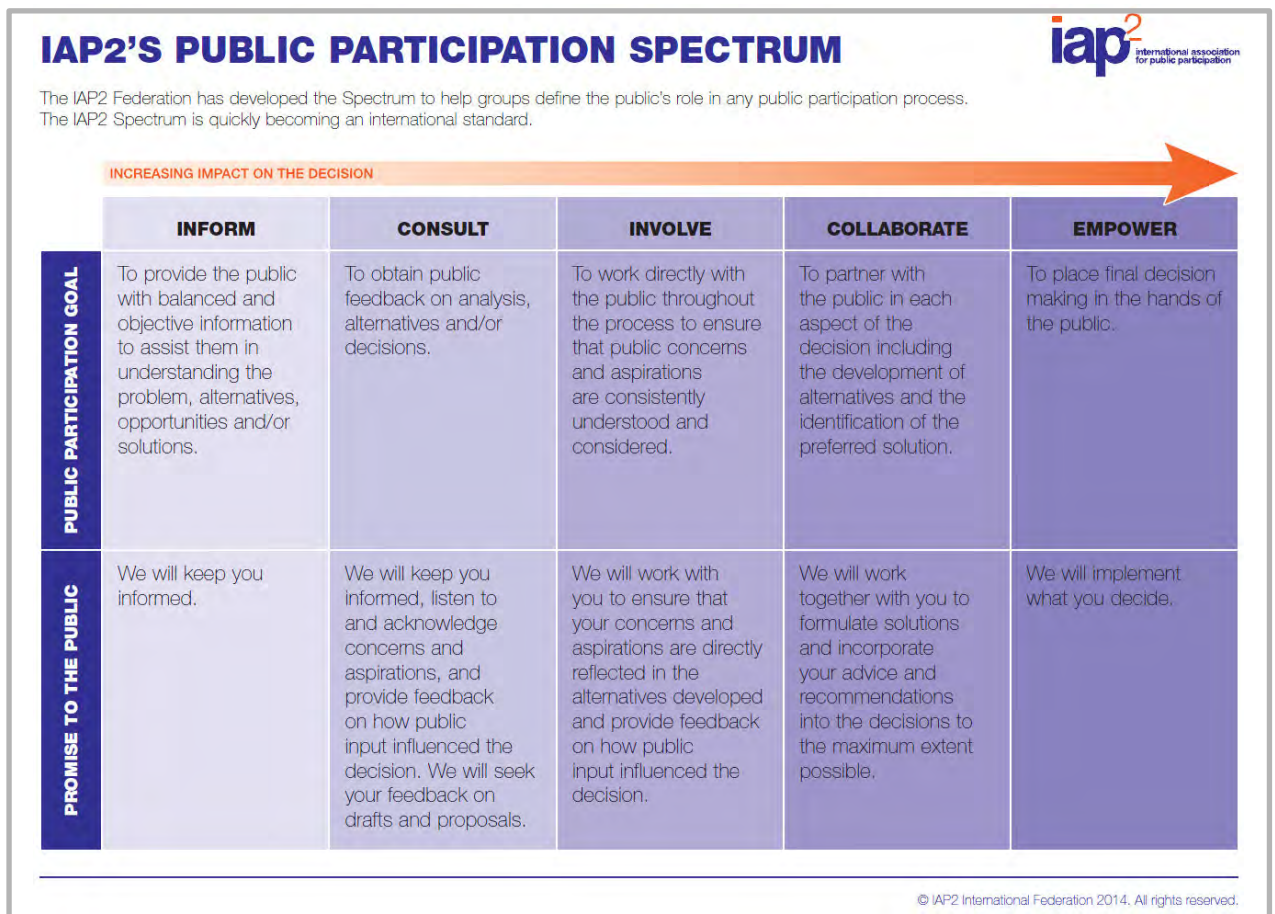 IAP2'S PUBLIC PARTICIPATION SPECTRUM
iap2
international association
for public participation
The IAP2 Federation has developed the Spectrum to help groups define the public's role in any public participation process.
The IAP2 Spectrum is quickly becoming an international standard.
INCREASING IMPACT ON THE DECISION
INFORM
CONSULT
INVOLVE
COLLABORATE
EMPOWER
PUBLIC PARTICIPATION GOAL
To provide the public
with balanced and
objective information
to assist them in
understanding the
problem, alternatives,
opportunities and/or
solutions.
To obtain public
feedback on analysis,
alternatives and/or
decisions.
To work directly with
the public throughout
the process to ensure
that public concerns
and aspirations
are consistently
understood and
considered.
To partner with
the public in each
aspect of the
decision including
the development of
alternatives and the
identification of the
preferred solution.
To place final decision
making in the hands of
the public.
PROMISE TO THE PUBLIC
We will keep you
informed.
We will keep you
informed, listen to
and acknowledge
concerns and
aspirations, and
provide feedback
on how public
input influenced the
decision. We will seek
your feedback on
drafts and proposals.
We will work with
you to ensure that
your concerns and
aspirations are directly
reflected in the
alternatives developed
and provide feedback
on how public
input influenced the
decision.
We will work
together with you to
formulate solutions
and incorporate
your advice and
recommendations
into the decisions to
the maximum extent
possible.
We will implement
what you decide.
© IAP2 International Federation 2014. All rights reserved.